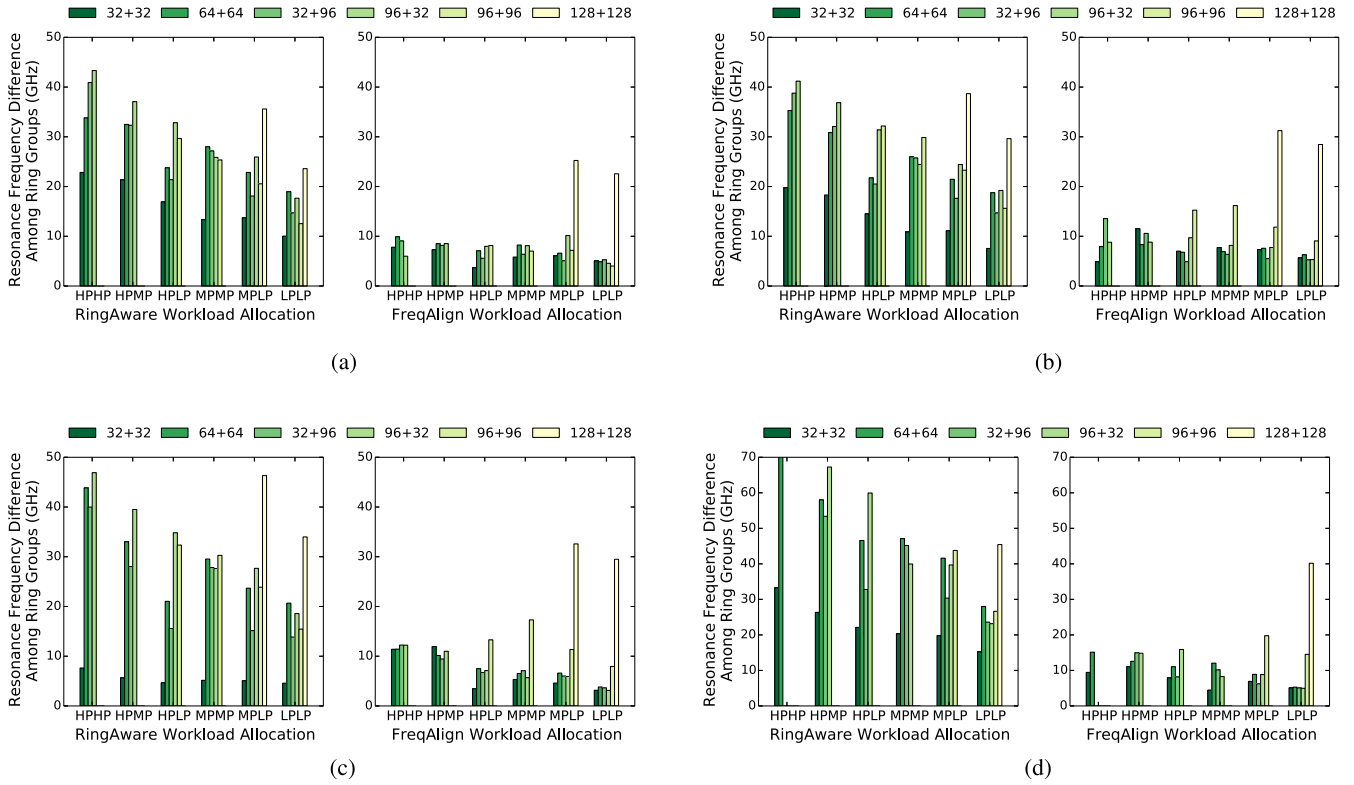 32+32 64+64 32+96 96+32 96+96 128+128
Resonance Frequency Difference
Among Ring Groups (GHz)
50
40
30
20
10
0
HPHP HPMP HPLP MPMP MPLP LPLP
RingAware Workload Allocation
50
40
30
20
10
0
HPHP HPMP HPLP MPMP MPLP LPLP
FreqAlign Workload Allocation
(a)
32+32 64+64 32+96 96+32 96+96 128+128
Resonance Frequency Difference
Among Ring Groups (GHz)
50
40
30
20
10
0
HPHP HPMP HPLP MPMP MPLP LPLP
RingAware Workload Allocation
50
40
30
20
10
0
HPHP HPMP HPLP MPMP MPLP LPLP
FreqAlign Workload Allocation
(b)
32+32 64+64 32+96 96+32 96+96 128+128
Resonance Frequency Difference
Among Ring Groups (GHz)
50
40
30
20
10
0
HPHP HPMP HPLP MPMP MPLP LPLP
RingAware Workload Allocation
50
40
30
20
10
0
HPHP HPMP HPLP MPMP MPLP LPLP
FreqAlign Workload Allocation
(c)
32+32 64+64 32+96 96+32 96+96 128+128
Resonance Frequency Difference
Among Ring Groups (GHz)
70
60
50
40
30
20
10
0
HPHP HPMP HPLP MPMP MPLP LPLP
RingAware Workload Allocation
70
60
50
40
30
20
10
0
HPHP HPMP HPLP MPMP MPLP LPLP
FreqAlign Workload Allocation
(d)